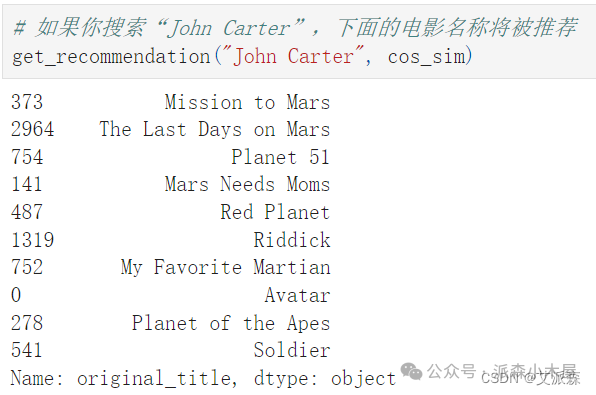 # 如果你搜索“John Carter”，下面的电影名称将被推荐
get_recommendation("John Carter", cos_sim)
373 Mission to Mars
2964 The Last Days on Mars
754 Planet 51
141 Mars Needs Moms
487 Red Planet
1319 Riddick
752 My Favorite Martian
0 Avatar
278 Planet of the Apes
541 Soldier
Name: original_title, dtype: object
公众号·派森小木屋
CSDN @艾派森